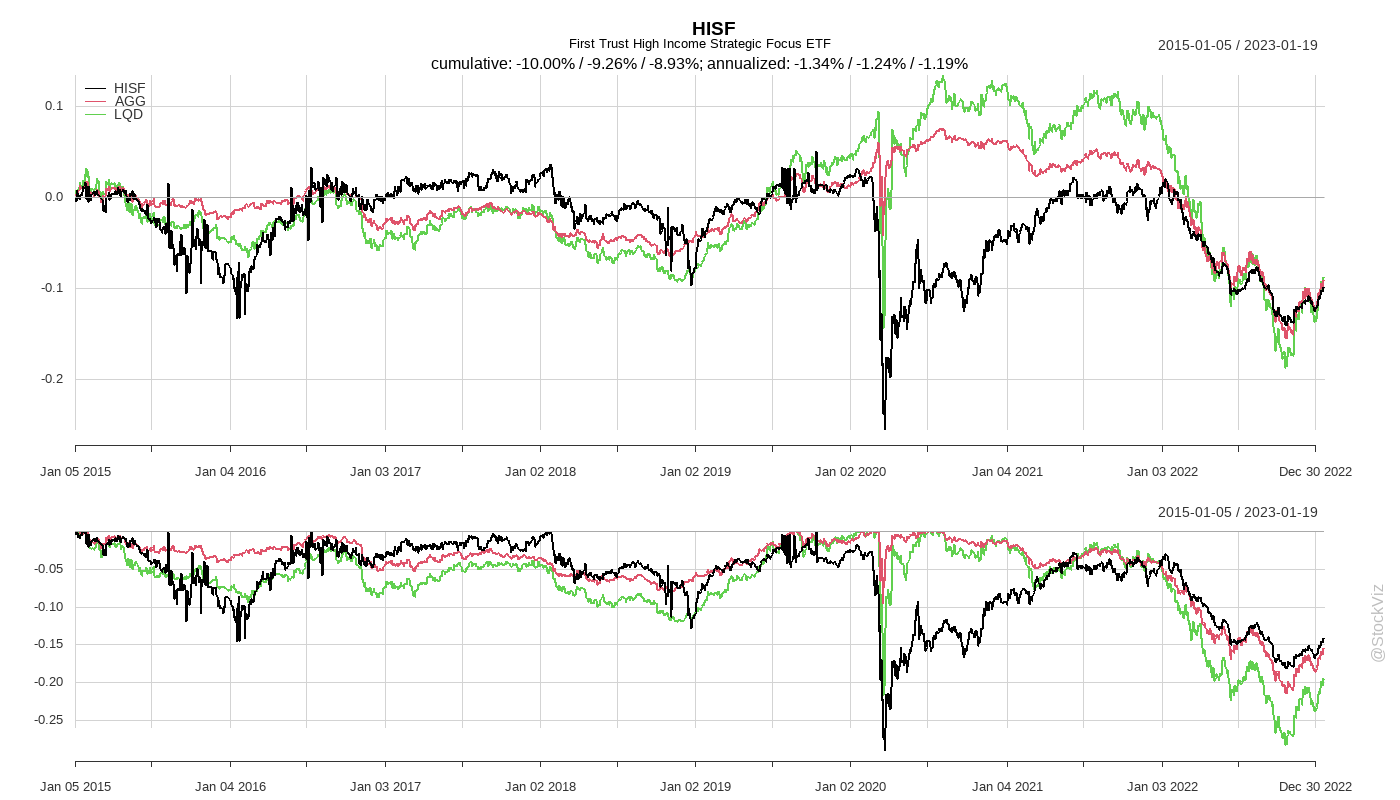 HISF
First Trust High Income Strategic Focus ETF
2015-01-05 / 2023-01-19
cumulative: -10.00% / -9.26% / -8.93%; annualized: -1.34% / -1.24% / -1.19%
HISF
AGG
LQD
0.1
0.0
-0.1
-0.2
Jan 05 2015 Jan 04 2016 Jan 03 2017 Jan 02 2018 Jan 02 2019 Jan 02 2020 Jan 04 2021 Jan 03 2022 Dec 30 2022
2015-01-05 / 2023-01-19
-0.05
-0.10
-0.15
-0.20
-0.25
Jan 05 2015 Jan 04 2016 Jan 03 2017 Jan 02 2018 Jan 02 2019 Jan 02 2020 Jan 04 2021 Jan 03 2022 Dec 30 2022
@StockViz